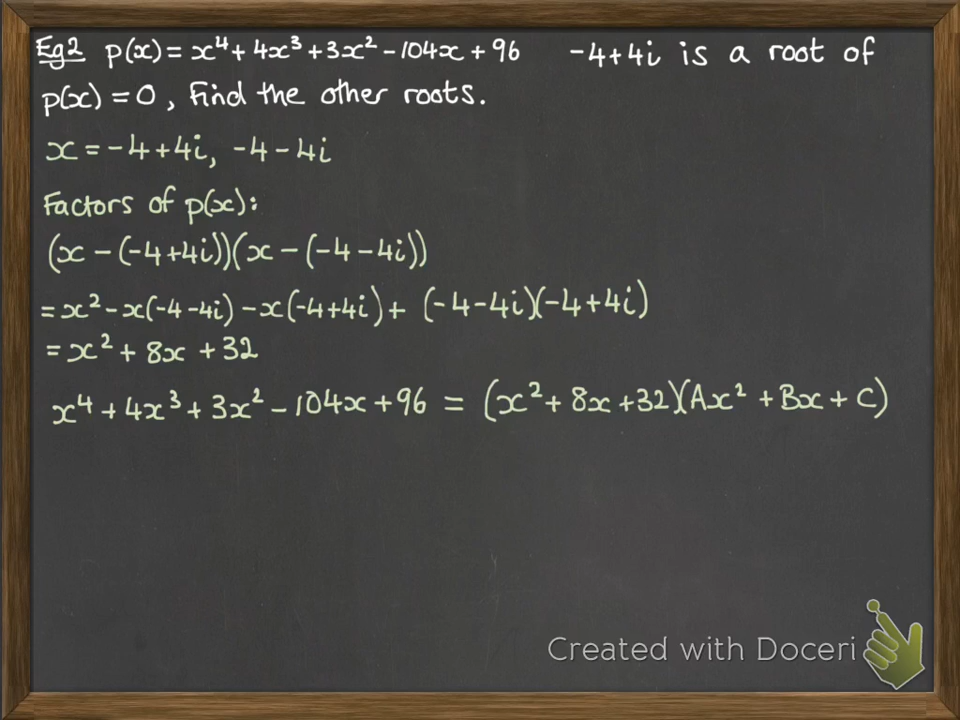 Eg2 p(x) = x⁴ + 4x³ + 3x² - 104x + 96 -4+4i is a root of
p(x) = 0, Find the other roots.
x = -4+4i, -4-4i
Factors of p(x):
(x - (-4+4i))(x - (-4-4i))
= x² - x(-4-4i) - x(-4+4i) + (-4-4i)(-4+4i)
= x² + 8x + 32
x⁴ + 4x³ + 3x² - 104x + 96 = (x² + 8x + 32)(Ax² + Bx + C)
Created with Doceri